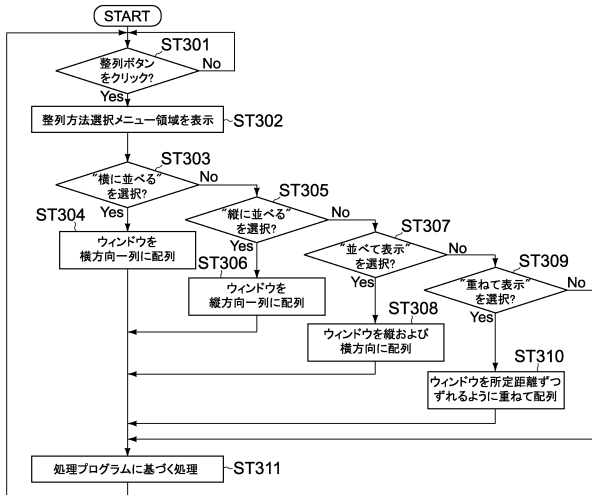 START
ST301
整列ボタン
をクリック?
No
Yes
整列方法選択メニュー領域を表示
ST302
ST303
"横に並べる"
を選択?
No
Yes
ST304
ウィンドウを
横方向一列に配列
ST305
"縦に並べる"
を選択?
No
Yes
ST306
ウィンドウを
縦方向一列に配列
ST307
"並べて表示"
を選択?
No
Yes
ST308
ウィンドウを縦および
横方向に配列
ST309
"重ねて表示"
を選択?
No
Yes
ST310
ウィンドウを所定距離ずつ
ずれるように重ねて配列
処理プログラムに基づく処理
ST311